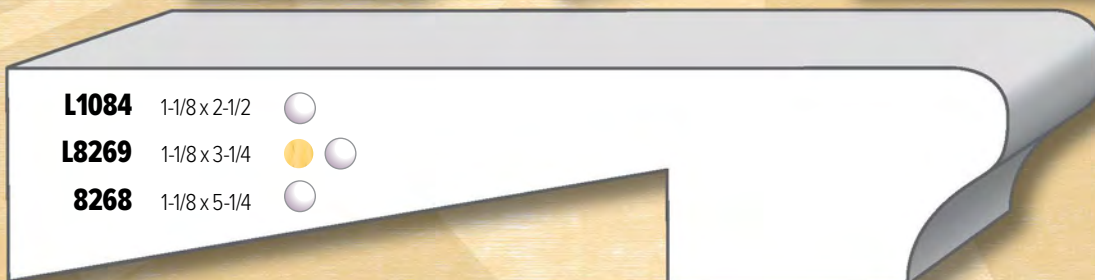 L1084 1-1/8 x 2-1/2
L8269 1-1/8 x 3-1/4
8268 1-1/8 x 5-1/4